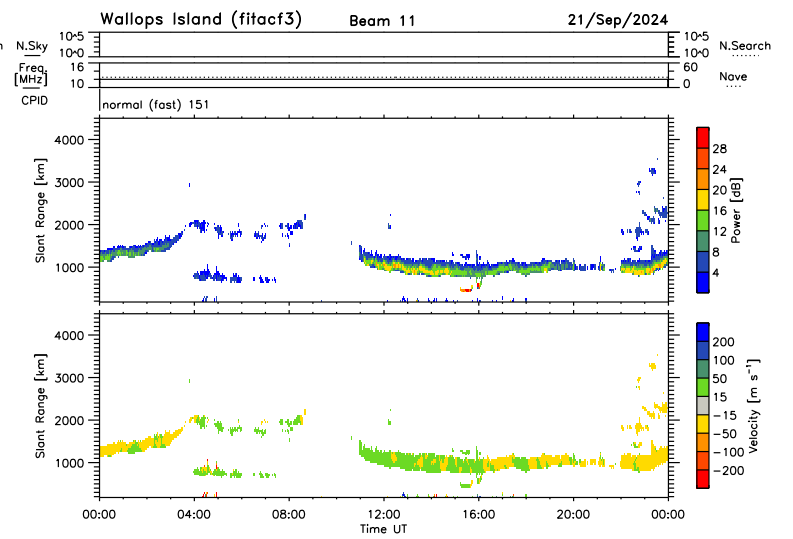 Wallops Island (fitacf3) Beam 11 21/Sep/2024
n N.Sky 10^5 10^0 10^5 10^0 N.Search
Freq. [MHz] 16 10 60 0 Nave
CPID normal (fast) 151
Slant Range [km]
4000
3000
2000
1000
28
24
20
16
12
8
4
Power [dB]
Slant Range [km]
4000
3000
2000
1000
200
100
50
15
-15
-50
-100
-200
Velocity [m s⁻¹]
00:00 04:00 08:00 12:00 16:00 20:00 00:00
Time UT